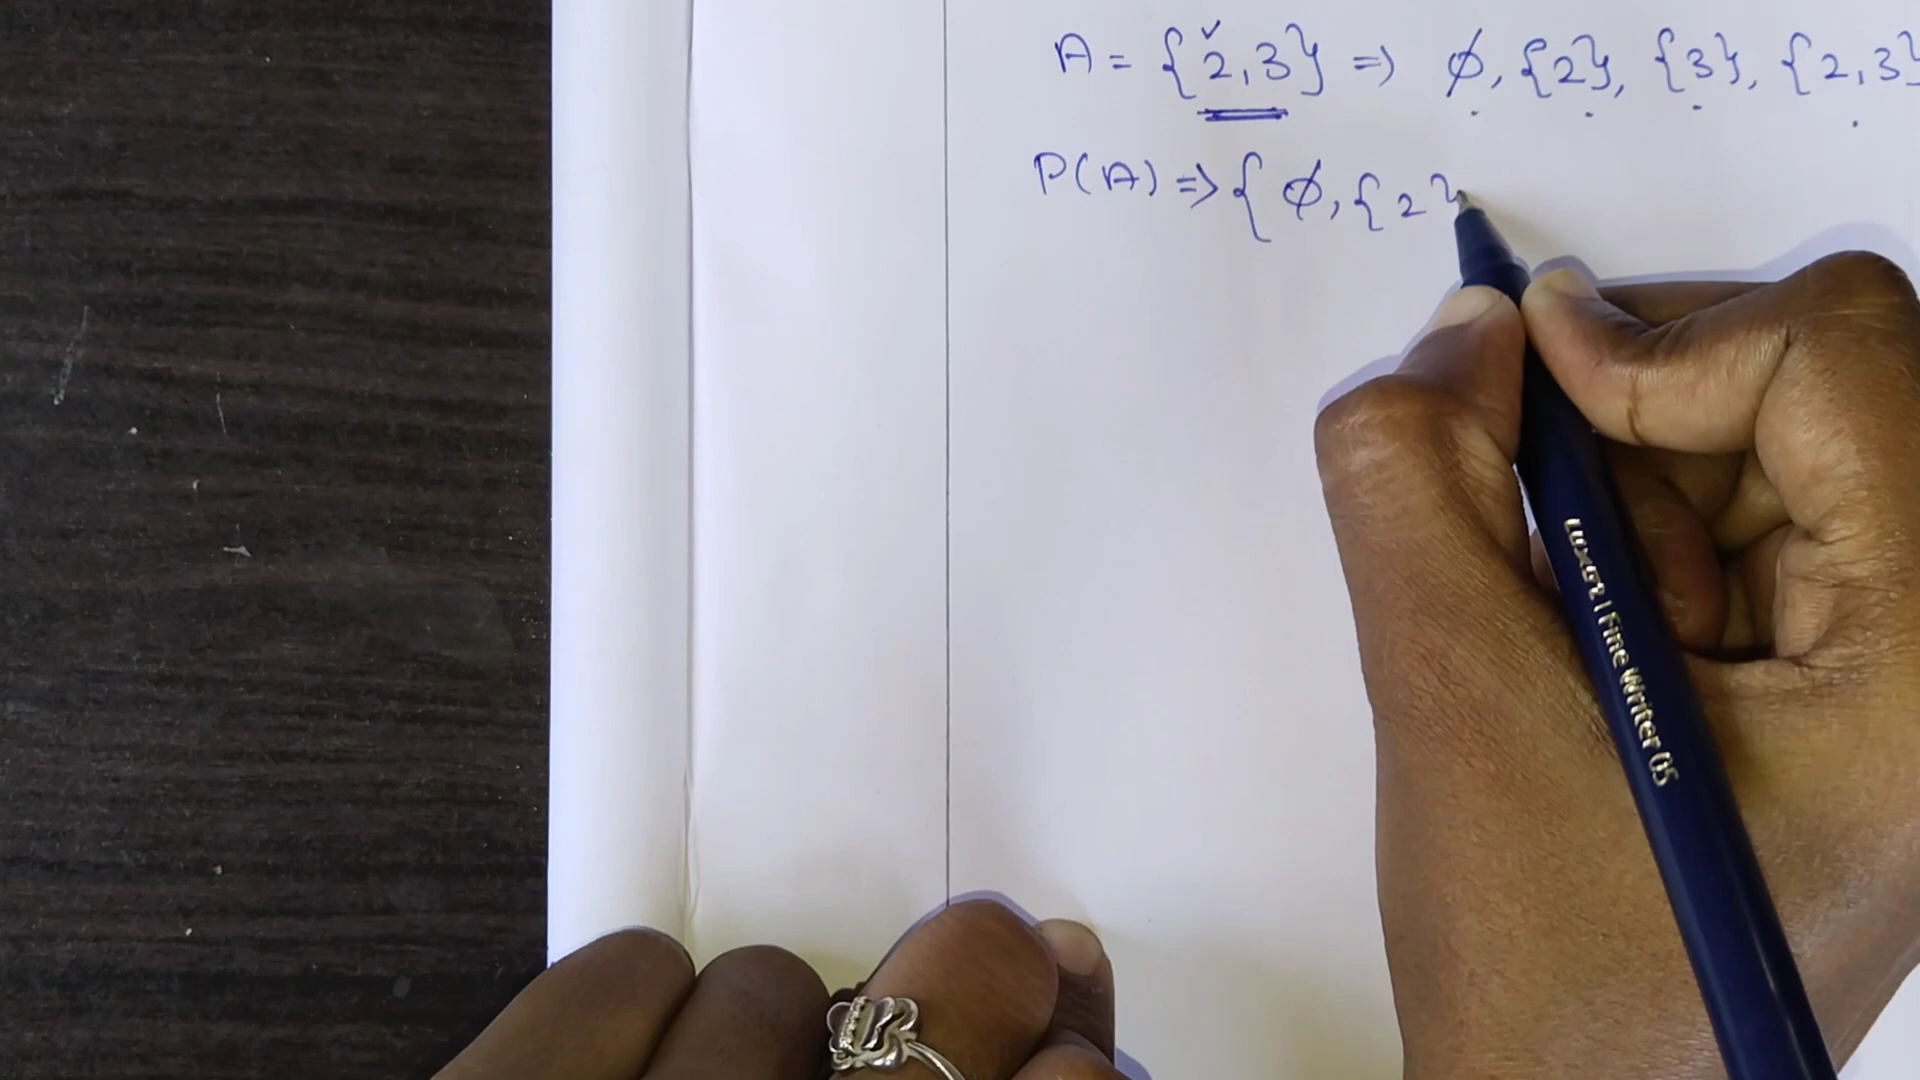 A = {2,3} => ϕ, {2}, {3}, {2,3}
P(A) => { ϕ, {2}
Luxor | Fine Writer 05